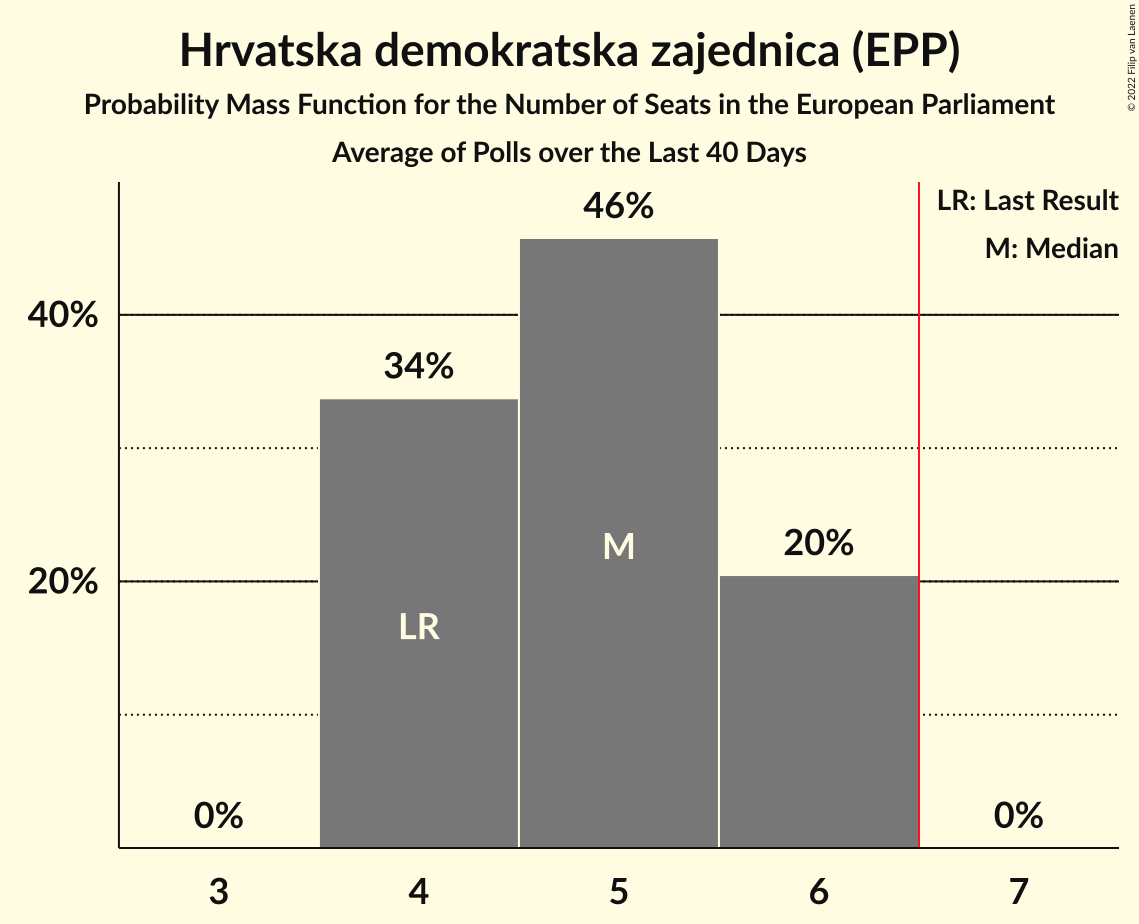 Hrvatska demokratska zajednica (EPP)
Probability Mass Function for the Number of Seats in the European Parliament
Average of Polls over the Last 40 Days
© 2022 Filip van Laenen
LR: Last Result
M: Median
46%
40%
34%
M
20%
20%
LR
0%
0%
3
4
5
6
7